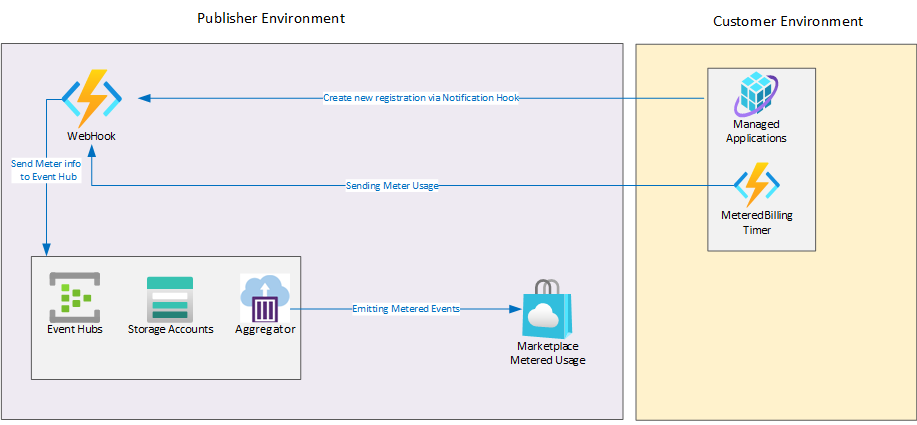 Publisher Environment
Customer Environment
WebHook
Create new registration via Notification Hook
Managed
Applications
Send Meter info
to Event Hub
Sending Meter Usage
MeteredBilling
Timer
Event Hubs
Storage Accounts
Aggregator
Emitting Metered Events
Marketplace
Metered Usage